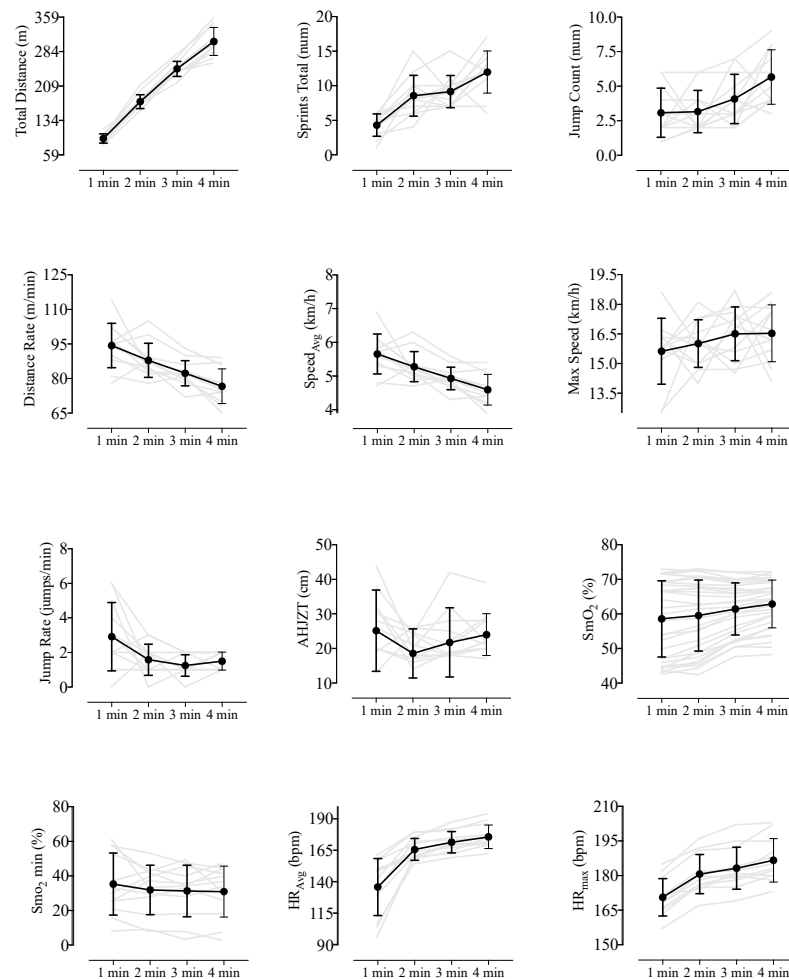 Total Distance (m)
359
284
209
134
59
1 min 2 min 3 min 4 min
Sprints Total (num)
20
15
10
5
0
1 min 2 min 3 min 4 min
Jump Count (num)
10.0
7.5
5.0
2.5
0.0
1 min 2 min 3 min 4 min
Distance Rate (m/min)
125
95
80
65
1 min 2 min 3 min 4 min
SpeedAvg (km/h)
8
6
5
4
1 min 2 min 3 min 4 min
Max Speed (km/h)
19.5
18.0
16.5
15.0
13.5
1 min 2 min 3 min 4 min
Jump Rate (jumps/min)
8
6
4
2
0
1 min 2 min 3 min 4 min
AHJZT (cm)
50
40
30
20
10
1 min 2 min 3 min 4 min
SmO2 (%)
80
70
60
50
40
1 min 2 min 3 min 4 min
Smo2 min (%)
80
60
40
20
0
1 min 2 min 3 min 4 min
HRAvg (bpm)
190
165
140
115
90
1 min 2 min 3 min 4 min
HRmax (bpm)
210
195
180
165
150
1 min 2 min 3 min 4 min